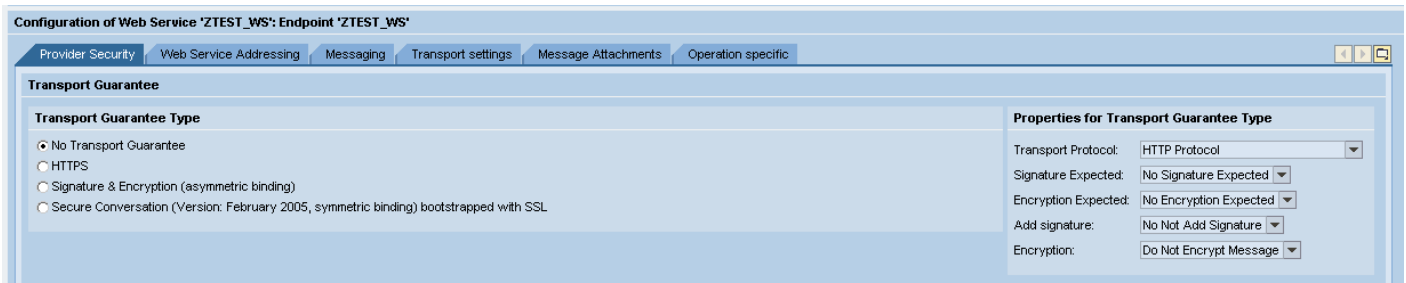 Configuration of Web Service 'ZTEST_WS': Endpoint 'ZTEST_WS'
Provider Security Web Service Addressing Messaging Transport settings Message Attachments Operation specific
Transport Guarantee
Transport Guarantee Type
No Transport Guarantee
HTTPS
Signature & Encryption (asymmetric binding)
Secure Conversation (Version: February 2005, symmetric binding) bootstrapped with SSL
Properties for Transport Guarantee Type
Transport Protocol: HTTP Protocol
Signature Expected: No Signature Expected
Encryption Expected: No Encryption Expected
Add signature: No Not Add Signature
Encryption: Do Not Encrypt Message